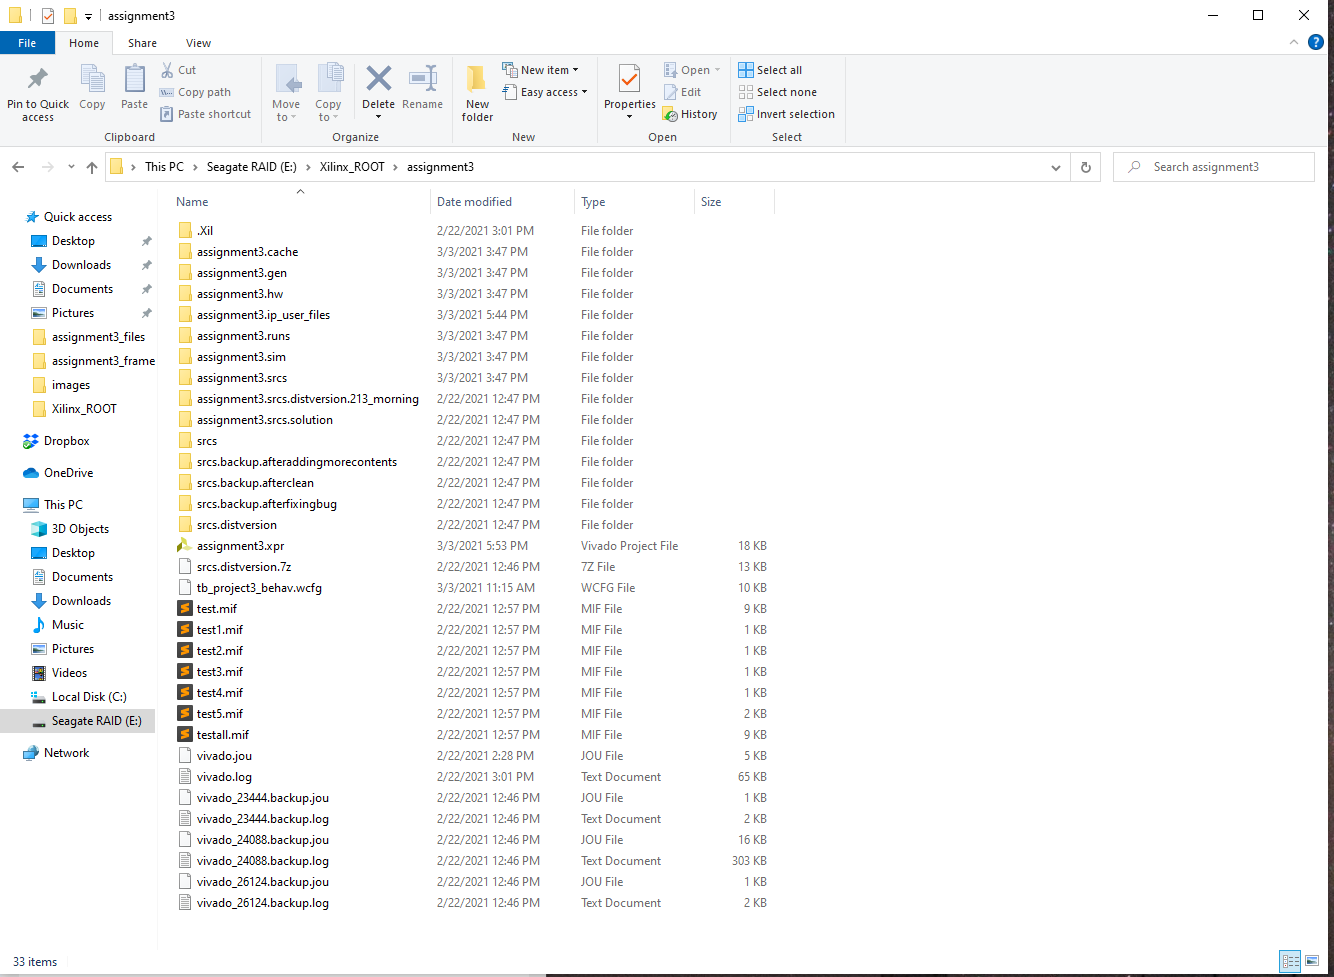 assignment3
File Home Share View
Pin to Quick access
Copy
Paste
Cut
Copy path
Paste shortcut
Clipboard
Move to
Copy to
Delete
Rename
Organize
New folder
New item
Easy access
New
Properties
Open
Edit
History
Open
Select all
Select none
Invert selection
Select
This PC > Seagate RAID (E:) > Xilinx_ROOT > assignment3
Search assignment3
Quick access
Desktop
Downloads
Documents
Pictures
assignment3_files
assignment3_frame
images
Xilinx_ROOT
Dropbox
OneDrive
This PC
3D Objects
Desktop
Documents
Downloads
Music
Pictures
Videos
Local Disk (C:)
Seagate RAID (E:)
Network
Name Date modified Type Size
.Xil 2/22/2021 3:01 PM File folder
assignment3.cache 3/3/2021 3:47 PM File folder
assignment3.gen 3/3/2021 3:47 PM File folder
assignment3.hw 3/3/2021 3:47 PM File folder
assignment3.ip_user_files 3/3/2021 5:44 PM File folder
assignment3.runs 3/3/2021 3:47 PM File folder
assignment3.sim 3/3/2021 3:47 PM File folder
assignment3.srcs 3/3/2021 3:47 PM File folder
assignment3.srcs.distversion.213_morning 2/22/2021 12:47 PM File folder
assignment3.srcs.solution 2/22/2021 12:47 PM File folder
srcs 2/22/2021 12:47 PM File folder
srcs.backup.afteraddingmorecontents 2/22/2021 12:47 PM File folder
srcs.backup.afterclean 2/22/2021 12:47 PM File folder
srcs.backup.afterfixingbug 2/22/2021 12:47 PM File folder
srcs.distversion 2/22/2021 12:47 PM File folder
assignment3.xpr 3/3/2021 5:53 PM Vivado Project File 18 KB
srcs.distversion.7z 2/22/2021 12:46 PM 7Z File 13 KB
tb_project3_behav.wcfg 3/3/2021 11:15 AM WCFG File 10 KB
test.mif 2/22/2021 12:57 PM MIF File 9 KB
test1.mif 2/22/2021 12:57 PM MIF File 1 KB
test2.mif 2/22/2021 12:57 PM MIF File 1 KB
test3.mif 2/22/2021 12:57 PM MIF File 1 KB
test4.mif 2/22/2021 12:57 PM MIF File 1 KB
test5.mif 2/22/2021 12:57 PM MIF File 2 KB
testall.mif 2/22/2021 12:57 PM MIF File 9 KB
vivado.jou 2/22/2021 2:28 PM JOU File 5 KB
vivado.log 2/22/2021 3:01 PM Text Document 65 KB
vivado_23444.backup.jou 2/22/2021 12:46 PM JOU File 1 KB
vivado_23444.backup.log 2/22/2021 12:46 PM Text Document 2 KB
vivado_24088.backup.jou 2/22/2021 12:46 PM JOU File 16 KB
vivado_24088.backup.log 2/22/2021 12:46 PM Text Document 303 KB
vivado_26124.backup.jou 2/22/2021 12:46 PM JOU File 1 KB
vivado_26124.backup.log 2/22/2021 12:46 PM Text Document 2 KB
33 items